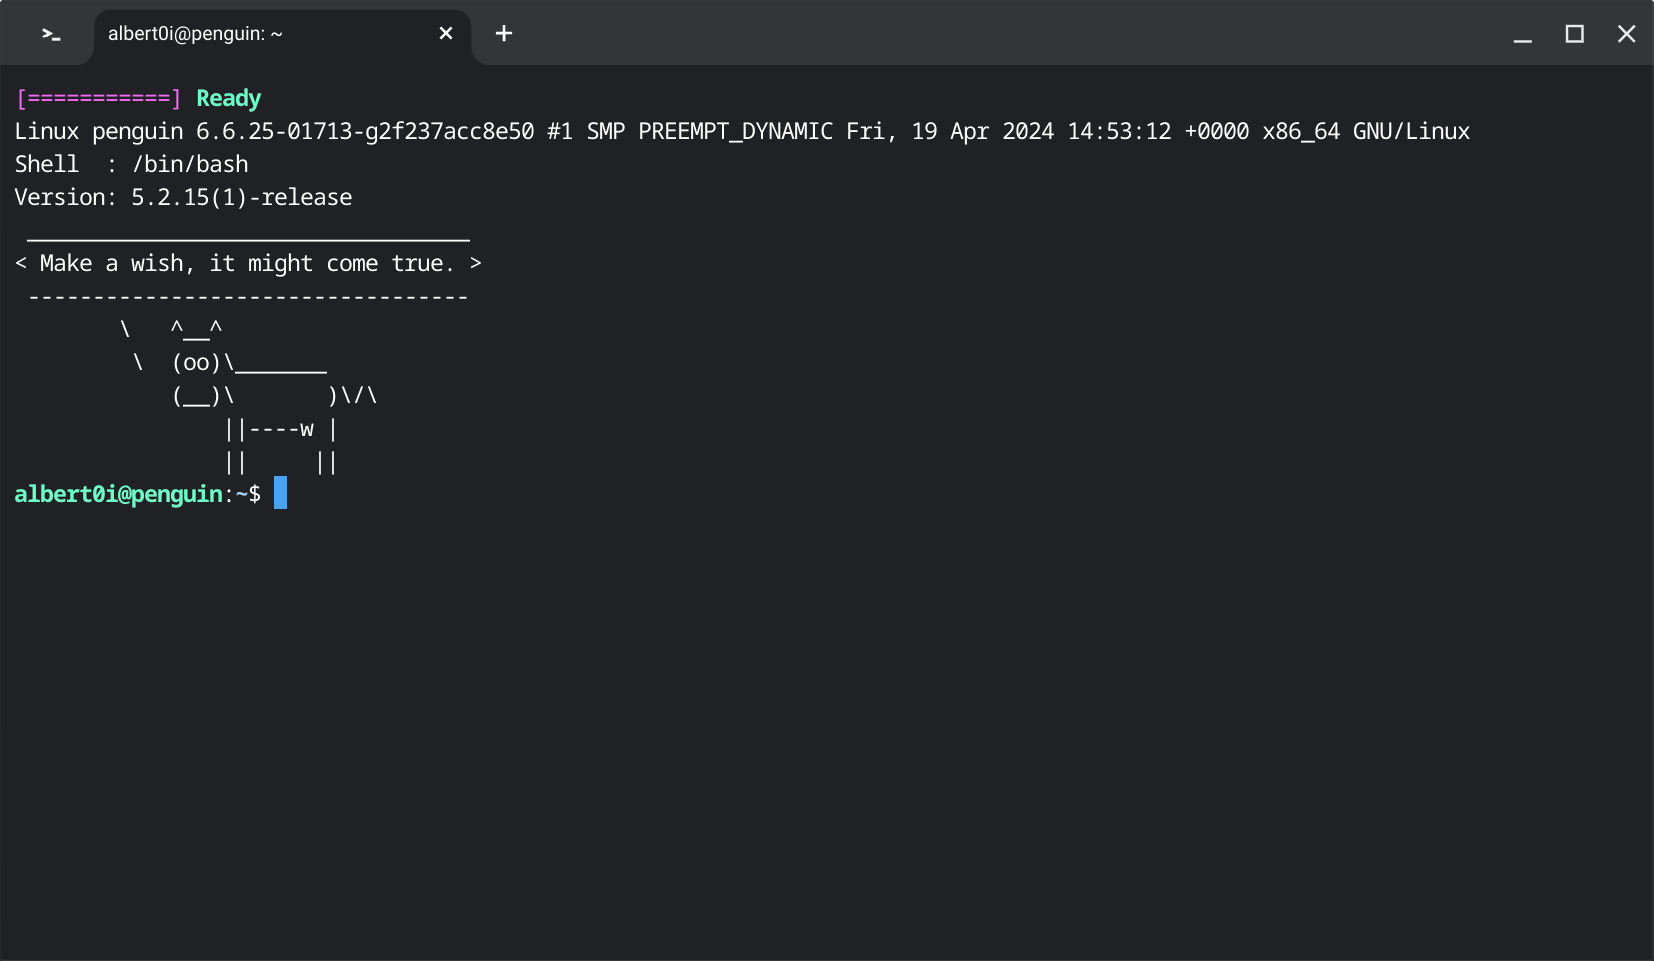 albert0i@penguin: ~
[===========] Ready
Linux penguin 6.6.25-01713-g2f237acc8e50 #1 SMP PREEMPT_DYNAMIC Fri, 19 Apr 2024 14:53:12 +0000 x86_64 GNU/Linux
Shell  : /bin/bash
Version: 5.2.15(1)-release
 __________________________________
< Make a wish, it might come true. >
 ----------------------------------
        \   ^__^
         \  (oo)\_______
            (__)\       )\/\
                ||----w |
                ||     ||
albert0i@penguin:~$